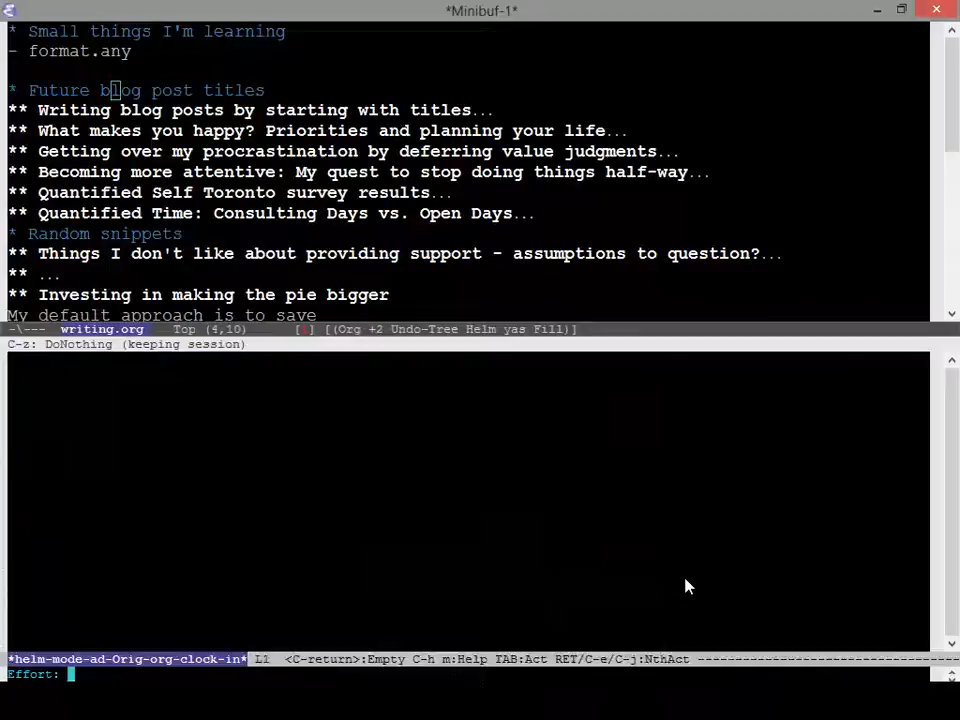 *Minibuf-1*
* Small things I'm learning
- format.any
* Future blog post titles
** Writing blog posts by starting with titles...
** What makes you happy? Priorities and planning your life...
** Getting over my procrastination by deferring value judgments...
** Becoming more attentive: My quest to stop doing things half-way...
** Quantified Self Toronto survey results...
** Quantified Time: Consulting Days vs. Open Days...
* Random snippets
** Things I don't like about providing support - assumptions to question?...
** ...
** Investing in making the pie bigger
My default approach is to save
-\--- writing.org Top (4,10) [ ] [(Org +2 Undo-Tree Helm yas Fill)]
C-z: DoNothing (keeping session)
*helm-mode-ad-Orig-org-clock-in* L1 <C-return>:Empty C-h m:Help TAB:Act RET/C-e/C-j:NthAct --------------------------------
Effort: